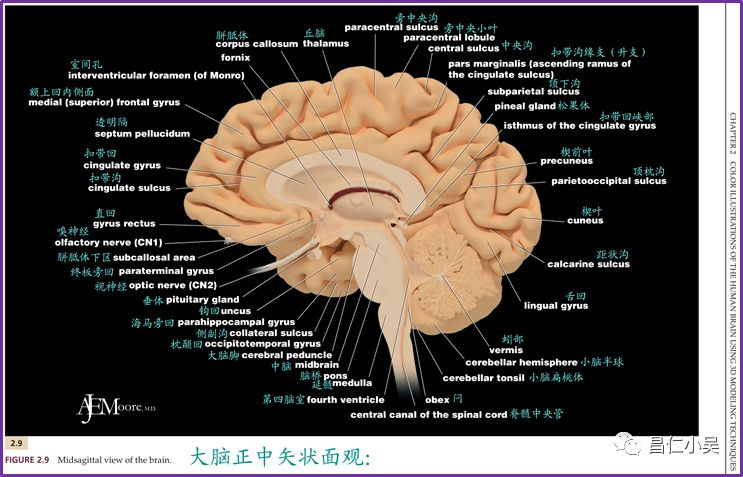 旁中央沟
paracentral sulcus
旁中央小叶
paracentral lobule
central sulcus 中央沟
胼胝体
corpus callosum
丘脑
thalamus
fornix
扣带沟缘支（升支）
pars marginalis (ascending ramus of
the cingulate sulcus)
室间孔
interventricular foramen (of Monro)
顶下沟
subparietal sulcus
额上回内侧面
medial (superior) frontal gyrus
pineal gland 松果体
扣带回峡部
isthmus of the cingulate gyrus
透明隔
septum pellucidum
楔前叶
precuneus
扣带回
cingulate gyrus
顶枕沟
parietooccipital sulcus
扣带沟
cingulate sulcus
楔叶
cuneus
直回
gyrus rectus
嗅神经
olfactory nerve (CN1)
距状沟
calcarine sulcus
胼胝体下区 subcallosal area
终板旁回 paraterminal gyrus
视神经 optic nerve (CN2)
舌回
lingual gyrus
垂体 pituitary gland
钩回 uncus
海马旁回 parahippocampal gyrus
侧副沟 collateral sulcus
枕颞回 occipitotemporal gyrus
蚓部
vermis
大脑脚 cerebral peduncle
cerebellar hemisphere 小脑半球
中脑 midbrain
脑桥 pons
cerebellar tonsil 小脑扁桃体
延髓 medulla
第四脑室 fourth ventricle
obex 闩
central canal of the spinal cord 脊髓中央管
AJEMoore, M.D.
2.9
FIGURE 2.9 Midsagittal view of the brain.
大脑正中矢状面观:
CHAPTER 2 COLOR ILLUSTRATIONS OF THE HUMAN BRAIN USING 3D MODELING TECHNIQUES
昌仁小吴